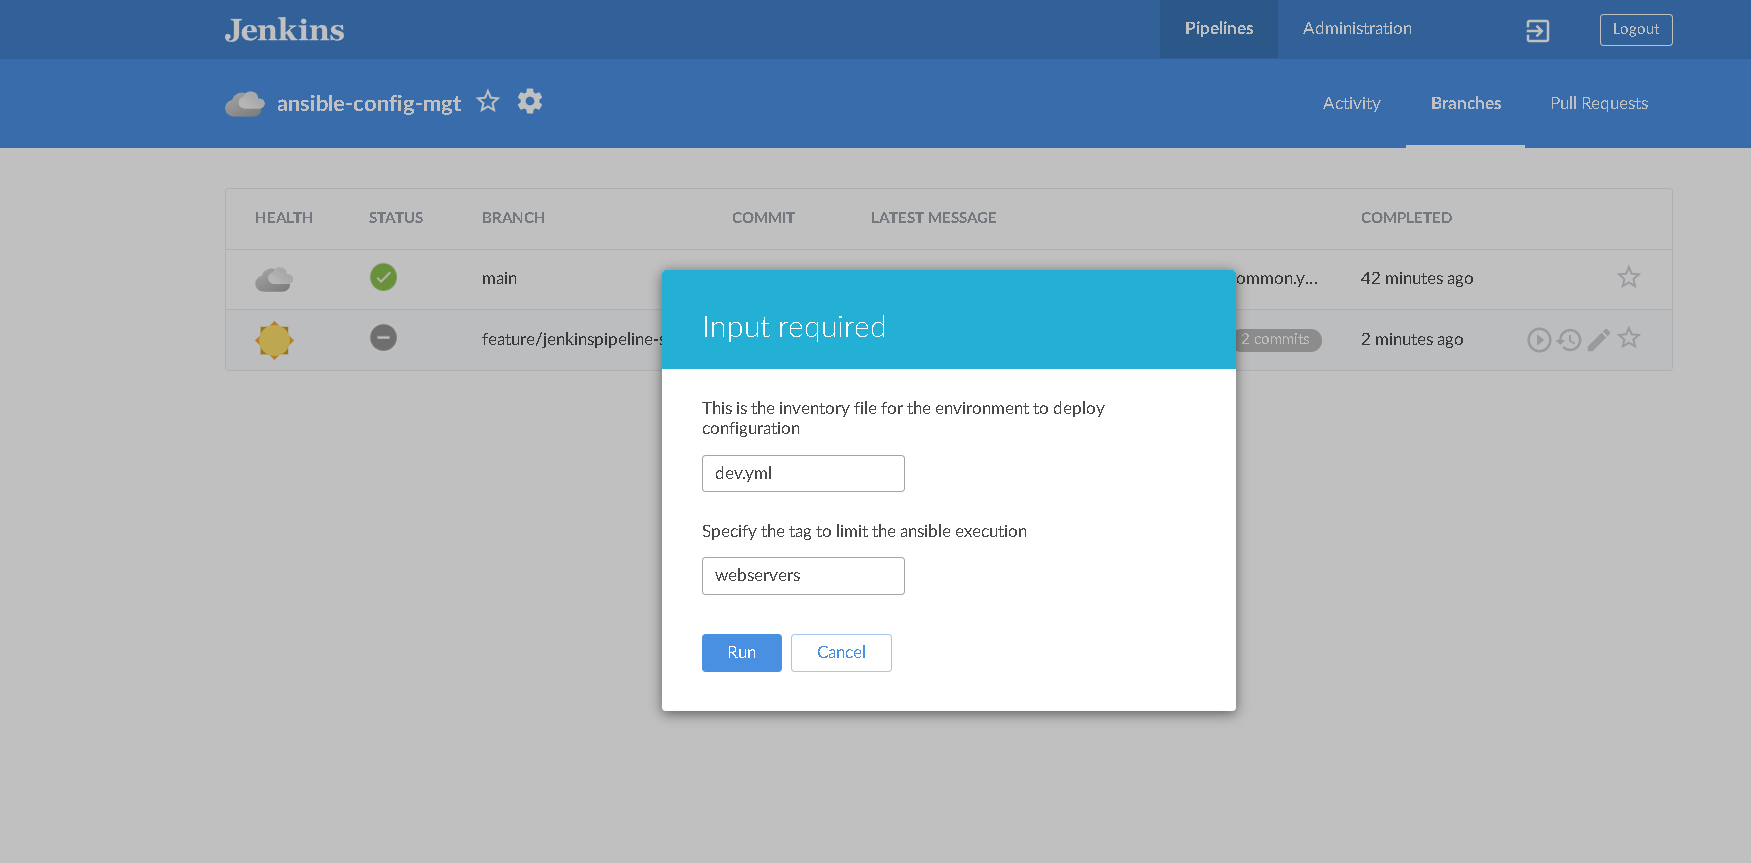 Jenkins
Pipelines
Administration
Logout
ansible-config-mgt
Activity
Branches
Pull Requests
HEALTH STATUS BRANCH COMMIT LATEST MESSAGE COMPLETED
main ommon.y... 42 minutes ago
feature/jenkinspipeline-s 2 commits 2 minutes ago
Input required
This is the inventory file for the environment to deploy
configuration
dev.yml
Specify the tag to limit the ansible execution
webservers
Run Cancel